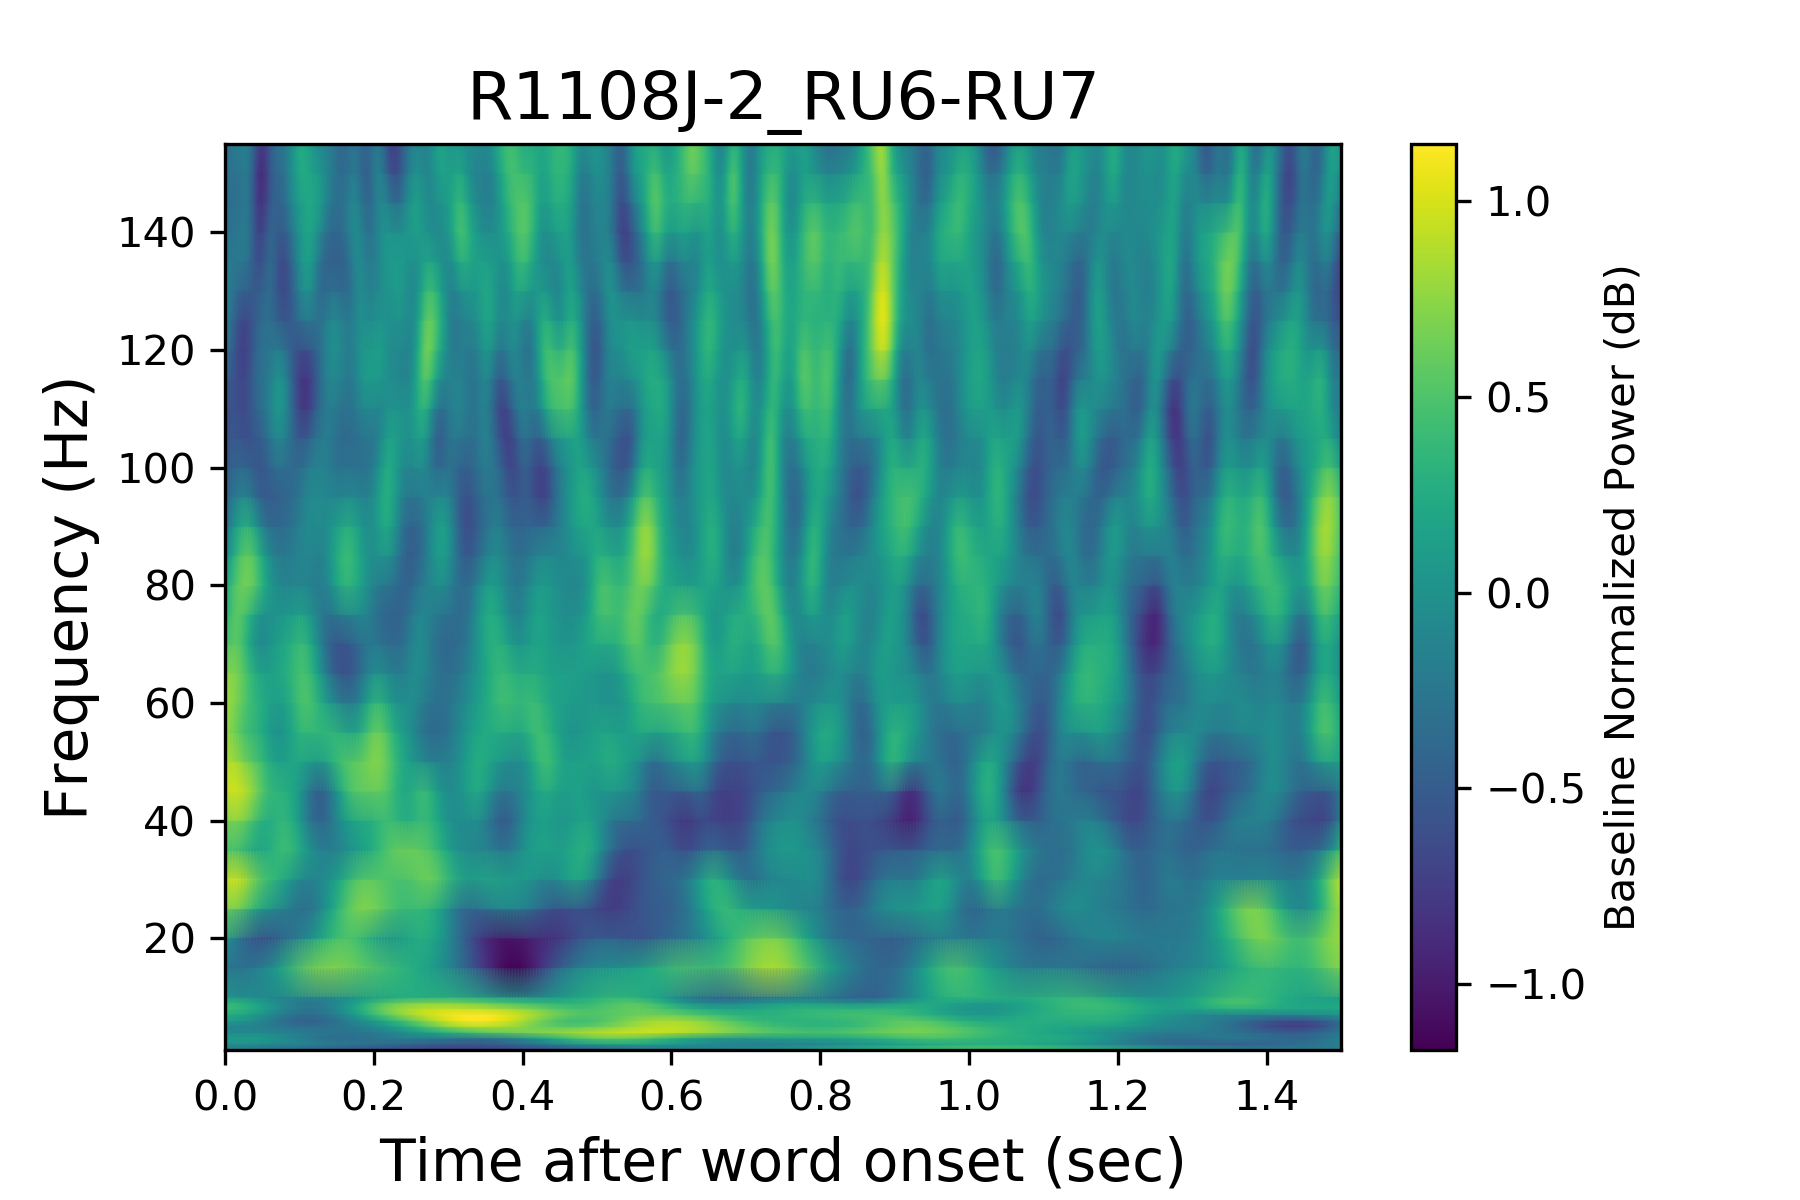 R1108J-2_RU6-RU7
Frequency (Hz)
140
120
100
80
60
40
20
0.0 0.2 0.4 0.6 0.8 1.0 1.2 1.4
Time after word onset (sec)
1.0
0.5
0.0
−0.5
−1.0
Baseline Normalized Power (dB)